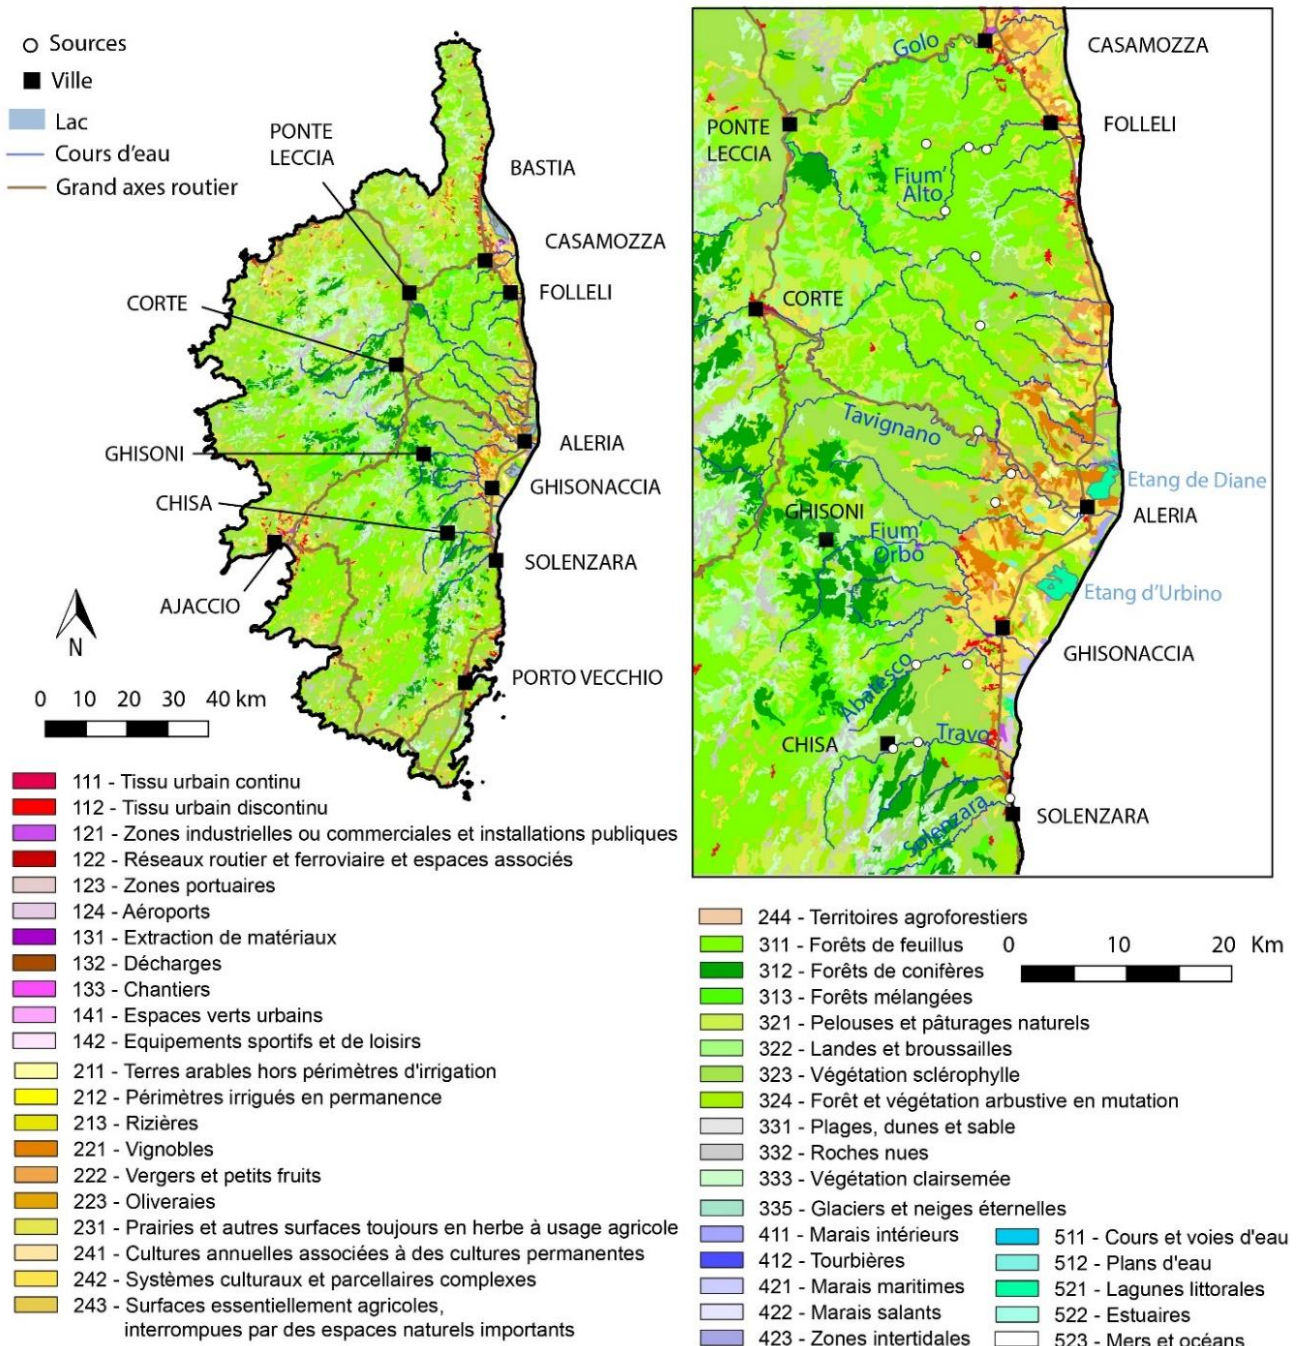 Sources
Ville
Lac
Cours d'eau
Grand axes routier
PONTE
LECCIA
BASTIA
CASAMOZZA
FOLLELI
CORTE
ALERIA
GHISONI
GHISONACCIA
CHISA
SOLENZARA
AJACCIO
PORTO VECCHIO
N
0 10 20 30 40 km
Golo
CASAMOZZA
PONTE
LECCIA
FOLLELI
Fium'
Alto
CORTE
Tavignano
Etang de Diane
ALERIA
GHISONI
Fium'
Orbo
Etang d'Urbino
GHISONACCIA
Abatesco
CHISA
Travo
Solenzara
SOLENZARA
111 - Tissu urbain continu
112 - Tissu urbain discontinu
121 - Zones industrielles ou commerciales et installations publiques
122 - Réseaux routier et ferroviaire et espaces associés
123 - Zones portuaires
124 - Aéroports
131 - Extraction de matériaux
132 - Décharges
133 - Chantiers
141 - Espaces verts urbains
142 - Equipements sportifs et de loisirs
211 - Terres arables hors périmètres d'irrigation
212 - Périmètres irrigués en permanence
213 - Rizières
221 - Vignobles
222 - Vergers et petits fruits
223 - Oliveraies
231 - Prairies et autres surfaces toujours en herbe à usage agricole
241 - Cultures annuelles associées à des cultures permanentes
242 - Systèmes culturaux et parcellaires complexes
243 - Surfaces essentiellement agricoles,
interrompues par des espaces naturels importants
244 - Territoires agroforestiers
311 - Forêts de feuillus
312 - Forêts de conifères
313 - Forêts mélangées
321 - Pelouses et pâturages naturels
322 - Landes et broussailles
323 - Végétation sclérophylle
324 - Forêt et végétation arbustive en mutation
331 - Plages, dunes et sable
332 - Roches nues
333 - Végétation clairsemée
335 - Glaciers et neiges éternelles
411 - Marais intérieurs
412 - Tourbières
421 - Marais maritimes
422 - Marais salants
423 - Zones intertidales
0 10 20 Km
511 - Cours et voies d'eau
512 - Plans d'eau
521 - Lagunes littorales
522 - Estuaires
523 - Mers et océans